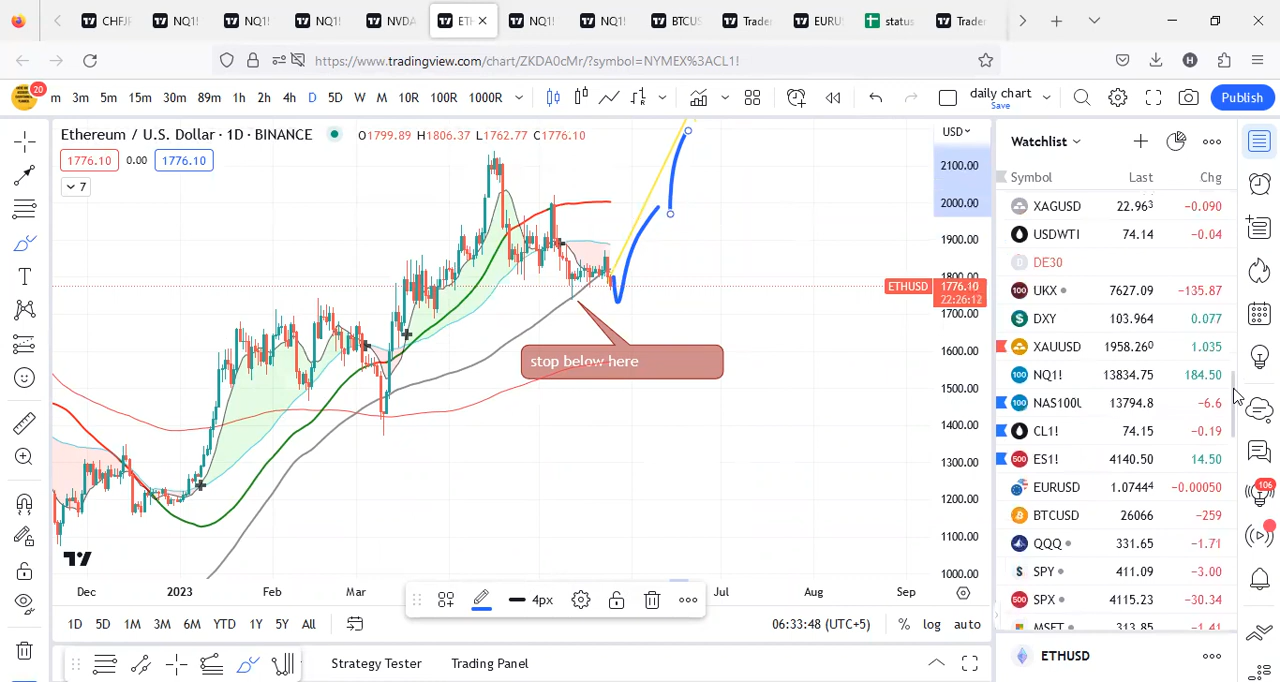 CHFJP
NQ1!
NQ1!
NQ1!
NVDA
ETH
NQ1!
NQ1!
BTCUS
Trader
EURU
status
Trader
https://www.tradingview.com/chart/ZKDA0cMr/?symbol=NYMEX%3ACL1!
20
m 3m 5m 15m 30m 89m 1h 2h 4h D 5D W M 10R 100R 1000R
daily chart
Save
Publish
Ethereum / U.S. Dollar · 1D · BINANCE
O1799.89 H1806.37 L1762.77 C1776.10
1776.10 0.00 1776.10
7
USD
2100.00
2000.00
1900.00
1800.00
ETHUSD 1776.10
22:26:12
1700.00
1600.00
1500.00
1400.00
1300.00
1200.00
1100.00
1000.00
stop below here
Dec 2023 Feb Mar Jul Aug Sep
4px
1D 5D 1M 3M 6M YTD 1Y 5Y All
06:33:48 (UTC+5) % log auto
Strategy Tester Trading Panel
Watchlist
Symbol Last Chg
XAGUSD 22.963 -0.090
USDWTI 74.14 -0.04
DE30
UKX 7627.09 -135.87
DXY 103.964 0.077
XAUUSD 1958.260 1.035
NQ1! 13834.75 184.50
NAS100U 13794.8 -6.6
CL1! 74.15 -0.19
ES1! 4140.50 14.50
EURUSD 1.07444 -0.00050
BTCUSD 26066 -259
QQQ 331.65 -1.71
SPY 411.09 -3.00
SPX 4115.23 -30.34
MSFT 313.85 -1.41
ETHUSD
106